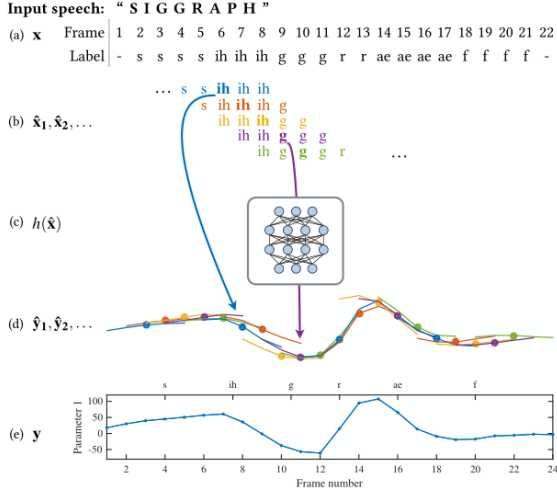 Input speech: “ S I G G R A P H ”
(a) x Frame 1 2 3 4 5 6 7 8 9 10 11 12 13 14 15 16 17 18 19 20 21 22
Label - s s s s ih ih ih g g g r r ae ae ae ae f f f f -
... s s ih ih ih
s ih ih ih g
(b) x̂₁, x̂₂, ... ih ih ih g g
ih ih g g g
ih g g g r ...
(c) h(x̂)
(d) ŷ₁, ŷ₂, ...
s ih g r ae f
(e) y Parameter 1
100
50
0
-50
2 4 6 8 10 12 14 16 18 20 22 24
Frame number